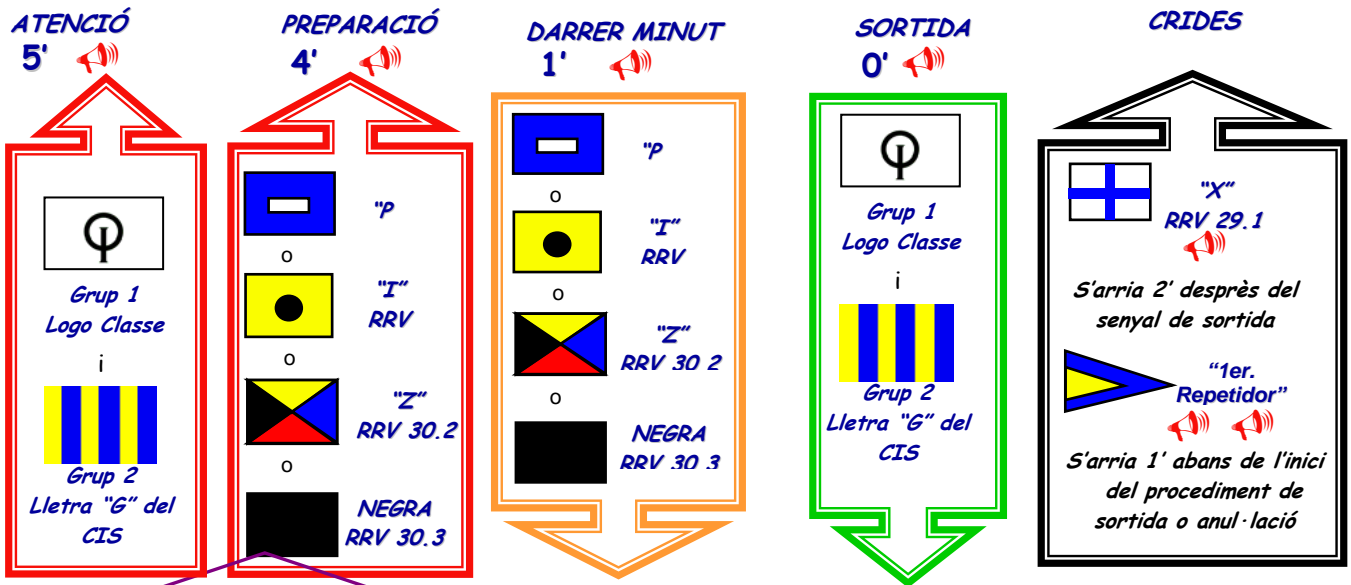 ATENCIÓ
5'
Grup 1
Logo Classe
i
Grup 2
Lletra "G" del
CIS
PREPARACIÓ
4'
"P
o
"I"
RRV
o
"Z"
RRV 30.2
o
NEGRA
RRV 30.3
DARRER MINUT
1'
"P
o
"I"
RRV
o
"Z"
RRV 30 2
o
NEGRA
RRV 30 3
SORTIDA
0'
Grup 1
Logo Classe
i
Grup 2
Lletra "G" del
CIS
CRIDES
"X"
RRV 29.1
S'arria 2' desprès del
senyal de sortida
"1er.
Repetidor"
S'arria 1' abans de l'inici
del procediment de
sortida o anul·lació